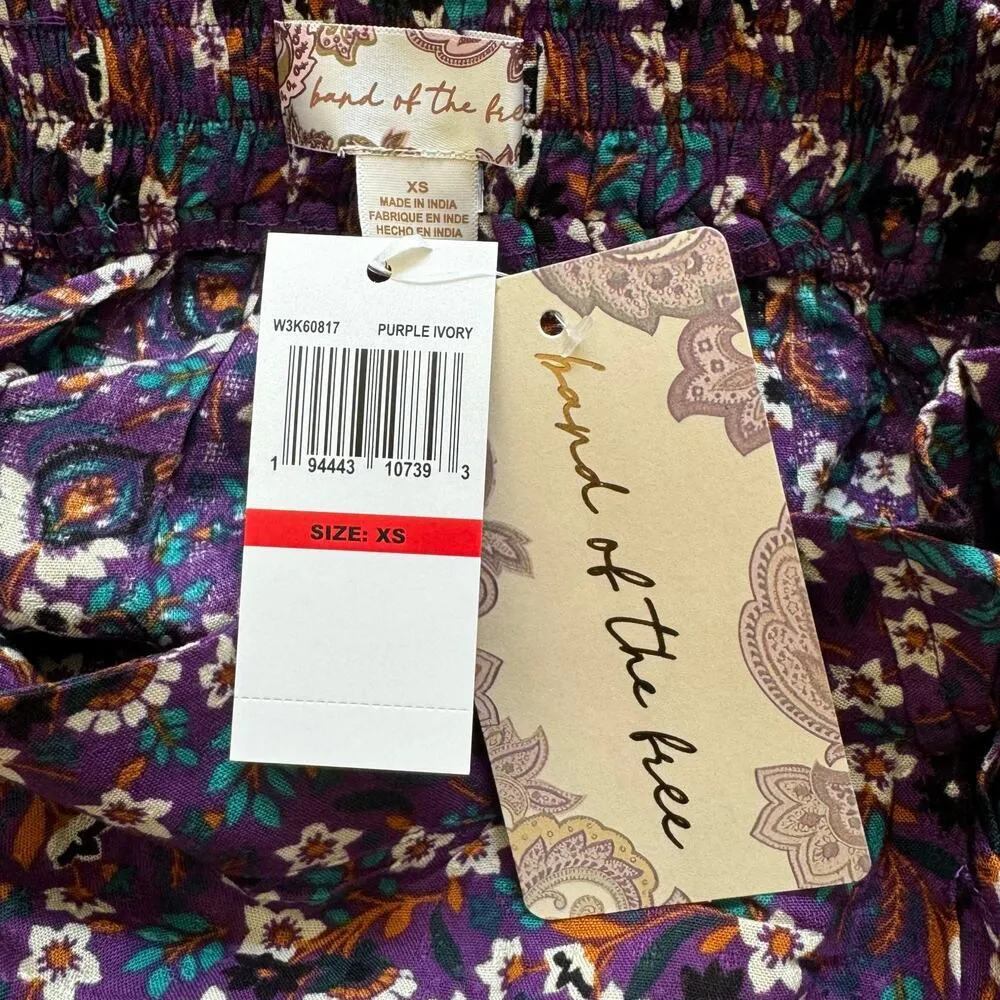 band of the free
XS
MADE IN INDIA
FABRIQUE EN INDE
HECHO EN INDIA
W3K60817 PURPLE IVORY
1 94443 10739 3
SIZE: XS
band of the free